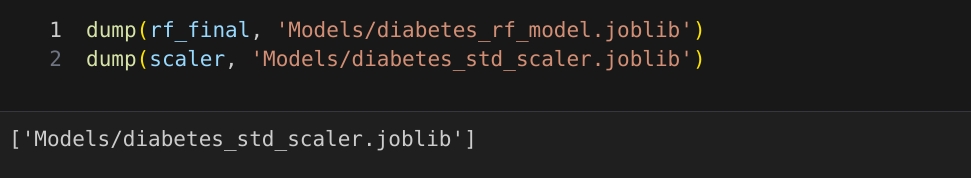 1 dump(rf_final, 'Models/diabetes_rf_model.joblib')
2 dump(scaler, 'Models/diabetes_std_scaler.joblib')
['Models/diabetes_std_scaler.joblib']